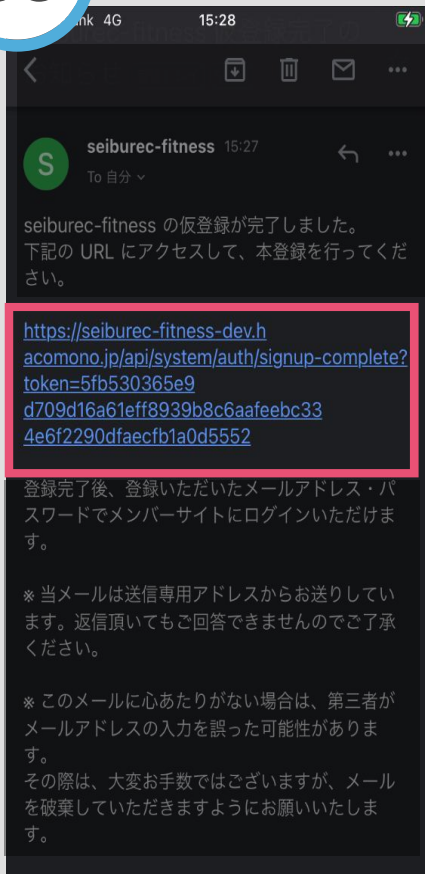 4G 15:28
S
seiburec-fitness 15:27
To 自分
seiburec-fitness の仮登録が完了しました。
下記の URL にアクセスして、本登録を行ってくだ
さい。
https://seiburec-fitness-dev.h
acomono.jp/api/system/auth/signup-complete?
token=5fb530365e9
d709d16a61eff8939b8c6aafeebc33
4e6f2290dfaecfb1a0d5552
登録完了後、登録いただいたメールアドレス・パ
スワードでメンバーサイトにログインいただけま
す。
※ 当メールは送信専用アドレスからお送りしてい
ます。返信頂いてもご回答できませんのでご了承
ください。
※ このメールに心あたりがない場合は、第三者が
メールアドレスの入力を誤った可能性がありま
す。
その際は、大変お手数ではございますが、メール
を破棄していただきますようにお願いいたしま
す。